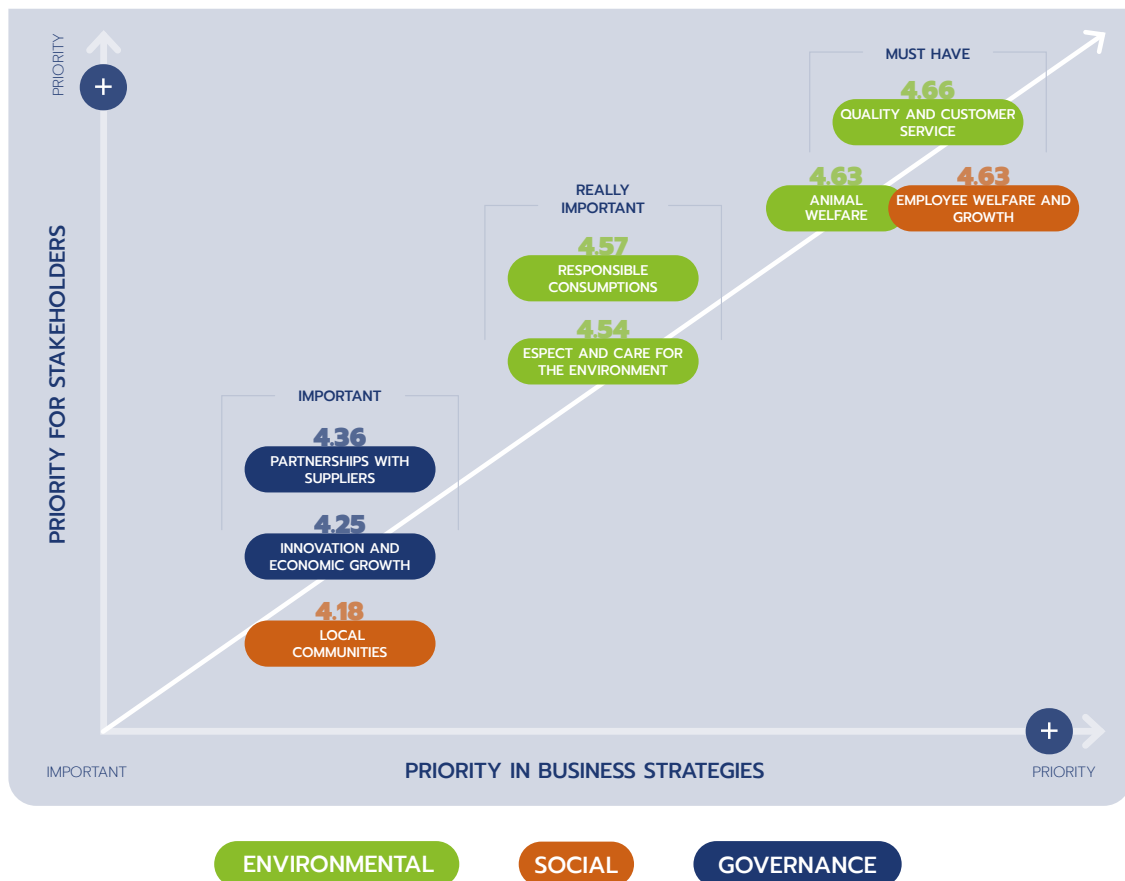 PRIORITY
+
MUST HAVE
4.66
QUALITY AND CUSTOMER
SERVICE
4.63
ANIMAL
WELFARE
4.63
EMPLOYEE WELFARE AND
GROWTH
REALLY
IMPORTANT
4.57
RESPONSIBLE
CONSUMPTIONS
4.54
ESPECT AND CARE FOR
THE ENVIRONMENT
PRIORITY FOR STAKEHOLDERS
IMPORTANT
4.36
PARTNERSHIPS WITH
SUPPLIERS
4.25
INNOVATION AND
ECONOMIC GROWTH
4.18
LOCAL
COMMUNITIES
+
IMPORTANT
PRIORITY IN BUSINESS STRATEGIES
PRIORITY
ENVIRONMENTAL
SOCIAL
GOVERNANCE